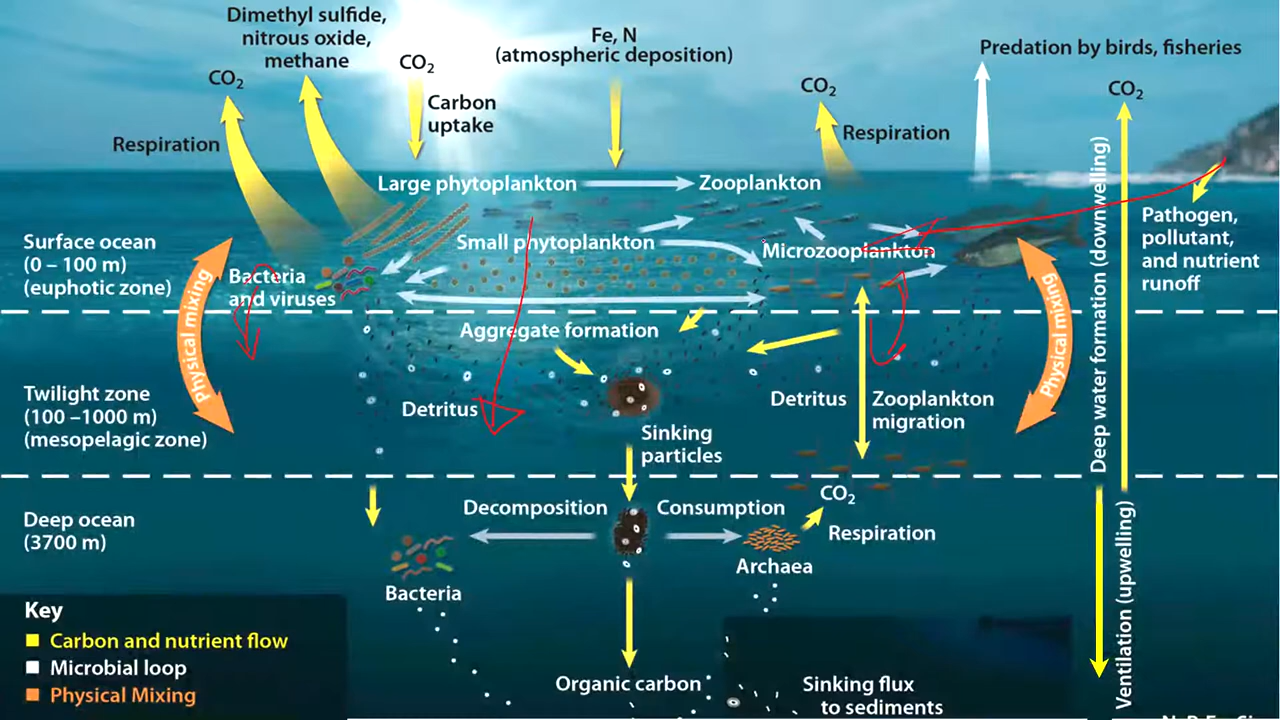 Dimethyl sulfide,
nitrous oxide,
methane
CO2
CO2
Fe, N
(atmospheric deposition)
Predation by birds, fisheries
CO2
CO2
Carbon
uptake
Respiration
Respiration
Large phytoplankton
Zooplankton
Surface ocean
(0 – 100 m)
(euphotic zone)
Small phytoplankton
Microzooplankton
Pathogen,
pollutant,
and nutrient
runoff
Bacteria
and viruses
Physical mixing
Physical mixing
Deep water formation (downwelling)
Aggregate formation
Twilight zone
(100 –1000 m)
(mesopelagic zone)
Detritus
Detritus
Zooplankton
migration
Sinking
particles
Deep ocean
(3700 m)
Decomposition
Consumption
CO2
Respiration
Archaea
Bacteria
Ventilation (upwelling)
Key
Carbon and nutrient flow
Microbial loop
Physical Mixing
Organic carbon
Sinking flux
to sediments